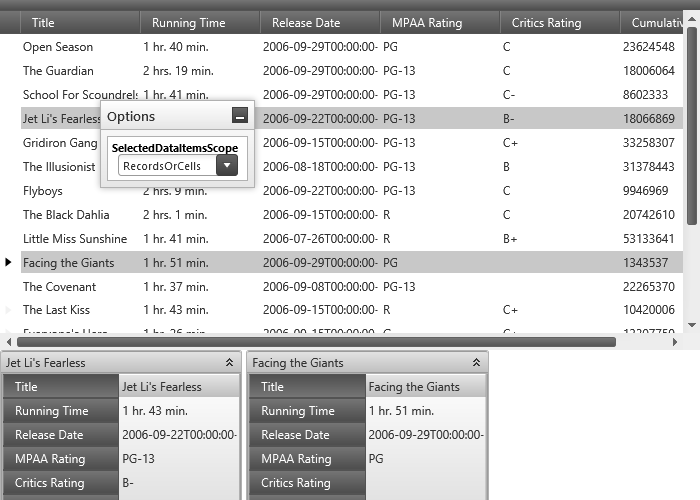 Title Running Time Release Date MPAA Rating Critics Rating Cumulativ
Open Season 1 hr. 40 min. 2006-09-29T00:00:00- PG C 23624548
The Guardian 2 hrs. 19 min. 2006-09-29T00:00:00- PG-13 C 18006064
School For Scoundrels 1 hr. 41 min. 2006-09-29T00:00:00- PG-13 C- 8602333
Jet Li's Fearless 2006-09-22T00:00:00- PG-13 B- 18066869
Gridiron Gang 2006-09-15T00:00:00- PG-13 C+ 33258307
The Illusionist 2006-08-18T00:00:00- PG-13 B 31378443
Flyboys 2 hrs. 9 min. 2006-09-22T00:00:00- PG-13 C 9946969
The Black Dahlia 2 hrs. 1 min. 2006-09-15T00:00:00- R C 20742610
Little Miss Sunshine 1 hr. 41 min. 2006-07-26T00:00:00- R B+ 53133641
Facing the Giants 1 hr. 51 min. 2006-09-29T00:00:00- PG 1343537
The Covenant 1 hr. 37 min. 2006-09-08T00:00:00- PG-13 22265370
The Last Kiss 1 hr. 43 min. 2006-09-15T00:00:00- R C+ 10420006
Options
SelectedDataItemsScope
RecordsOrCells
Jet Li's Fearless
Title Jet Li's Fearless
Running Time 1 hr. 43 min.
Release Date 2006-09-22T00:00:00-
MPAA Rating PG-13
Critics Rating B-
Facing the Giants
Title Facing the Giants
Running Time 1 hr. 51 min.
Release Date 2006-09-29T00:00:00-
MPAA Rating PG
Critics Rating